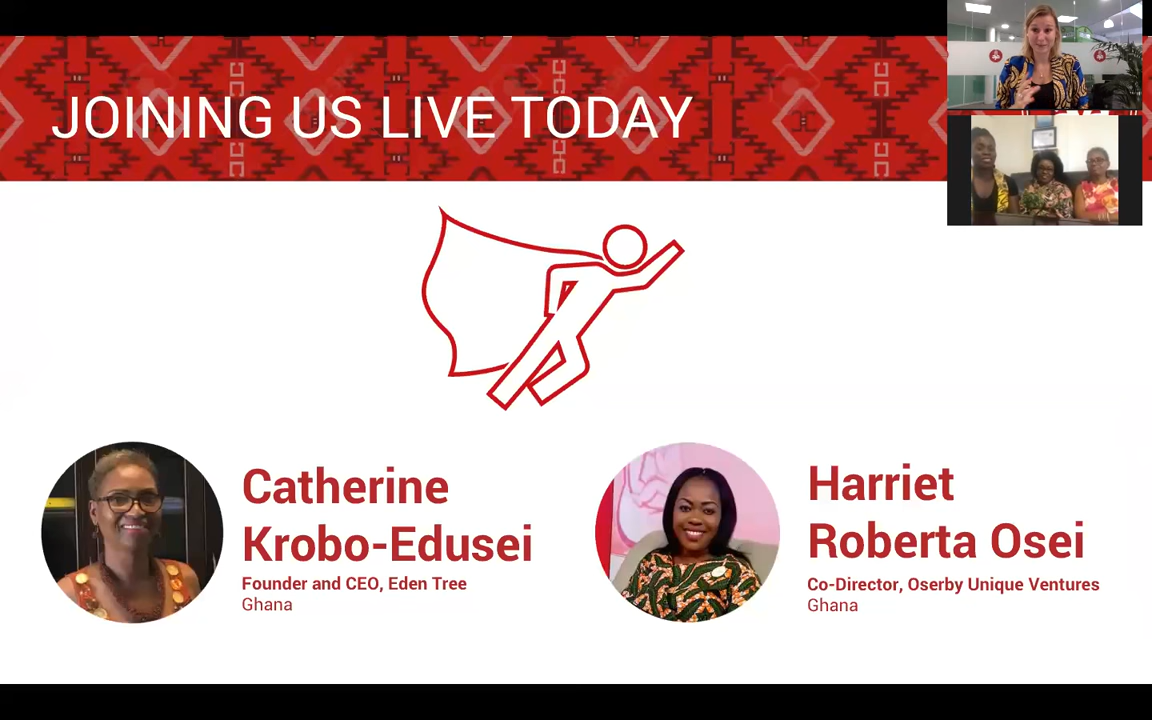 JOINING US LIVE TODAY
Catherine
Krobo-Edusei
Founder and CEO, Eden Tree
Ghana
Harriet
Roberta Osei
Co-Director, Oserby Unique Ventures
Ghana